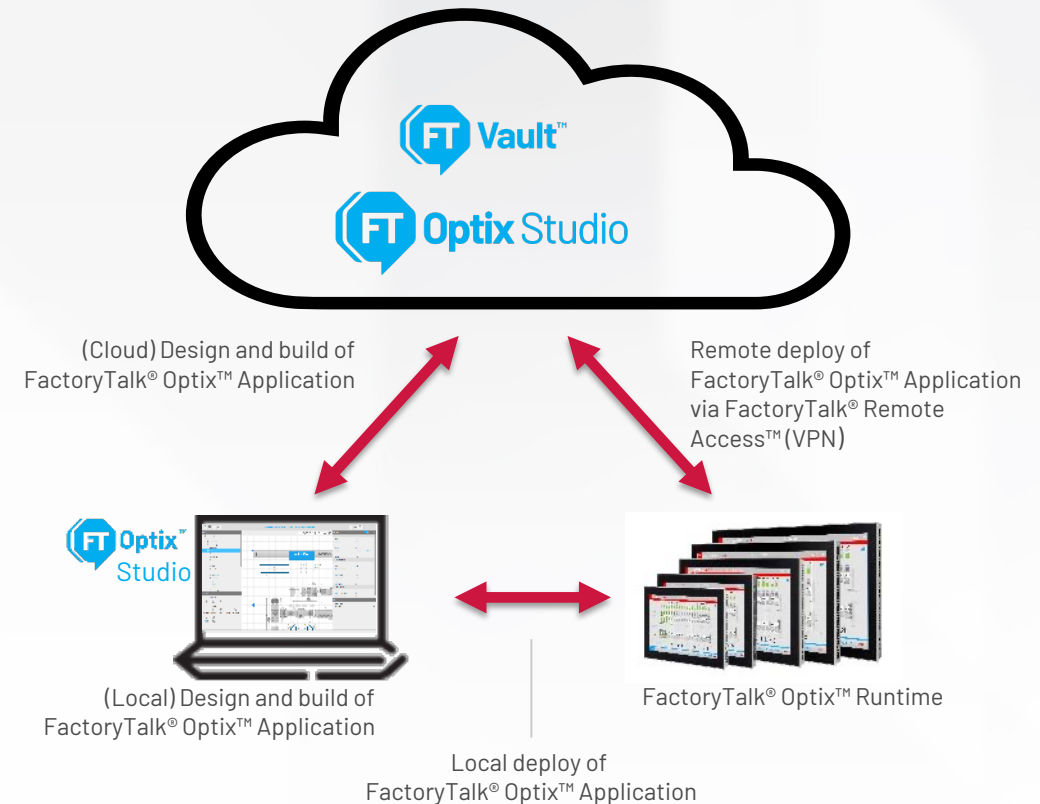 FT Vault™
FT Optix Studio
(Cloud) Design and build of
FactoryTalk® Optix™ Application
Remote deploy of
FactoryTalk® Optix™ Application
via FactoryTalk® Remote
Access™ (VPN)
FT Optix™
Studio
(Local) Design and build of
FactoryTalk® Optix™ Application
FactoryTalk® Optix™ Runtime
Local deploy of
FactoryTalk® Optix™ Application